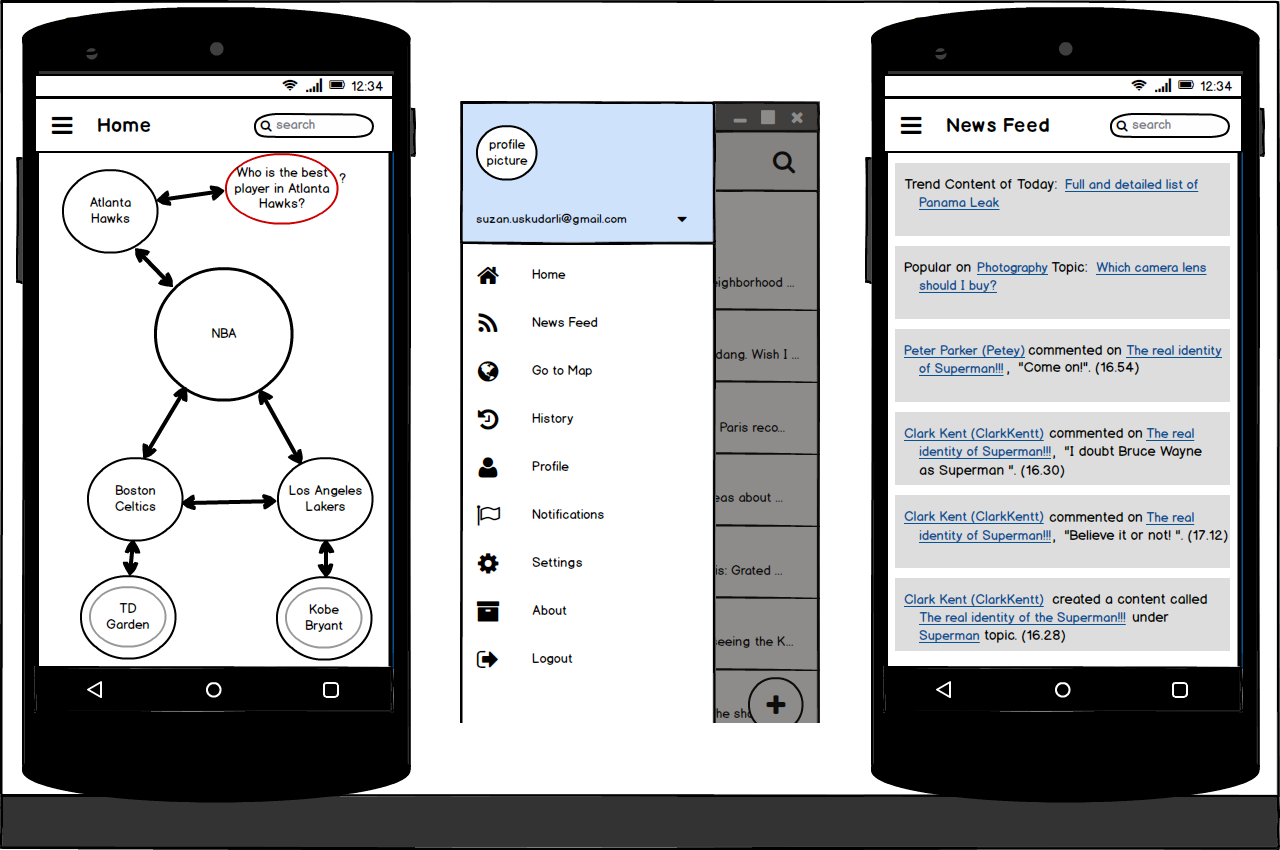 12:34
Home
search
Who is the best
player in Atlanta
Hawks?
?
Atlanta
Hawks
NBA
Boston
Celtics
Los Angeles
Lakers
TD
Garden
Kobe
Bryant
profile
picture
suzan.uskudarli@gmail.com
Home
News Feed
Go to Map
History
Profile
Notifications
Settings
About
Logout
eighborhood ...
dang. Wish I ...
Paris reco...
eas about ...
is: Grated ...
seeing the K...
he sho
12:34
News Feed
search
Trend Content of Today: Full and detailed list of
Panama Leak
Popular on Photography Topic: Which camera lens
should I buy?
Peter Parker (Petey) commented on The real identity
of Superman!!!, "Come on!". (16.54)
Clark Kent (ClarkKentt) commented on The real
identity of Superman!!!, "I doubt Bruce Wayne
as Superman ". (16.30)
Clark Kent (ClarkKentt) commented on The real
identity of Superman!!!, "Believe it or not! ". (17.12)
Clark Kent (ClarkKentt) created a content called
The real identity of the Superman!!! under
Superman topic. (16.28)